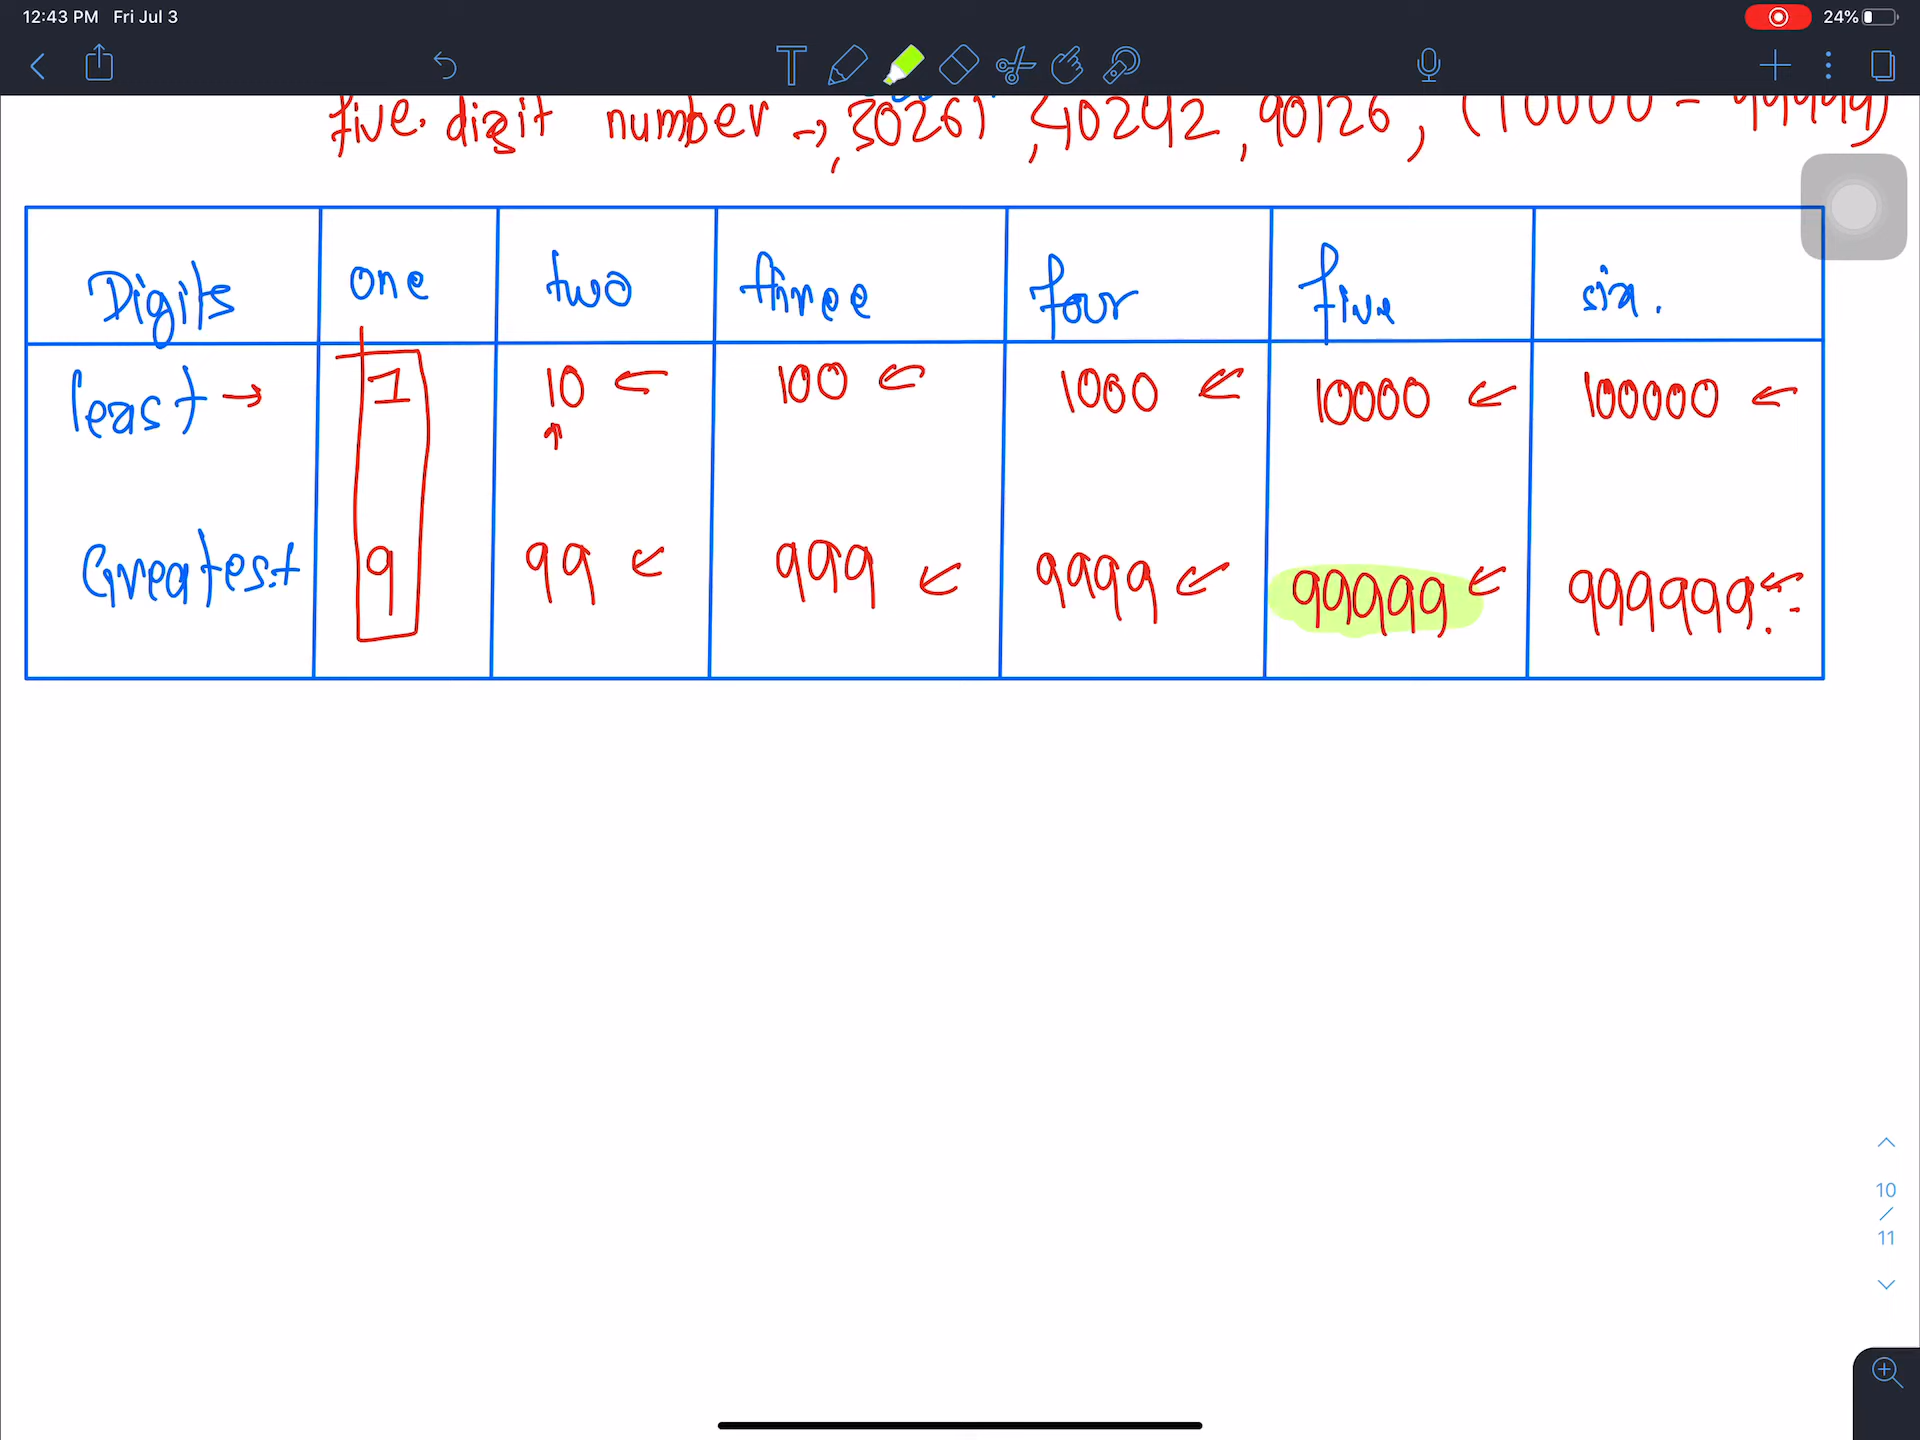 12:43 PM Fri Jul 3 24%
five digit number → 30261, 40242, 90126, (10000 - 99999)
Digits one two three four five six.
least → 1 10 ← 100 ← 1000 ← 10000 ← 100000 ←
Greatest 9 99 ← 999 ← 9999 ← 99999 ← 999999. ←
10
/
11